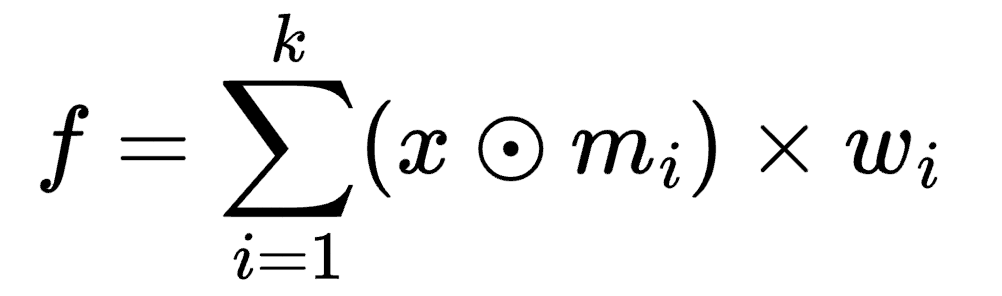 f = \sum_{i=1}^{k} (x \odot m_i) \times w_i